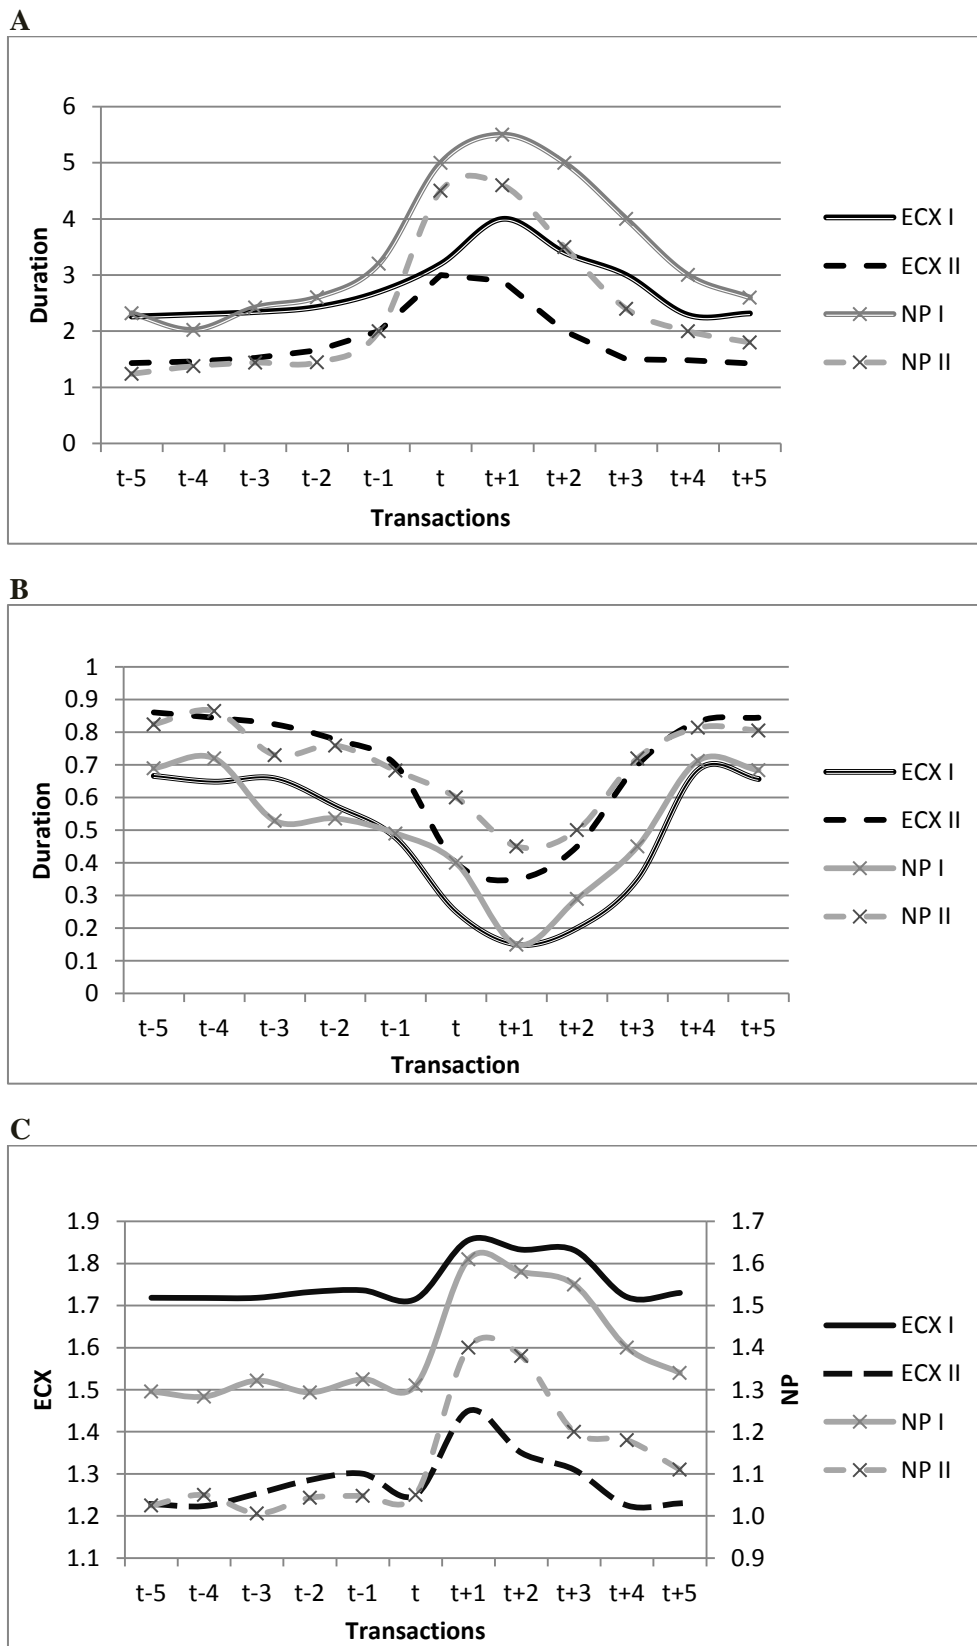 A
6
5
4
3
2
1
0
Duration
t-5 t-4 t-3 t-2 t-1 t t+1 t+2 t+3 t+4 t+5
Transactions
ECX I
ECX II
NP I
NP II
B
1
0.9
0.8
0.7
0.6
0.5
0.4
0.3
0.2
0.1
0
Duration
t-5 t-4 t-3 t-2 t-1 t t+1 t+2 t+3 t+4 t+5
Transaction
ECX I
ECX II
NP I
NP II
C
1.9
1.8
1.7
1.6
1.5
1.4
1.3
1.2
1.1
ECX
1.7
1.6
1.5
1.4
1.3
1.2
1.1
1.0
0.9
NP
t-5 t-4 t-3 t-2 t-1 t t+1 t+2 t+3 t+4 t+5
Transactions
ECX I
ECX II
NP I
NP II